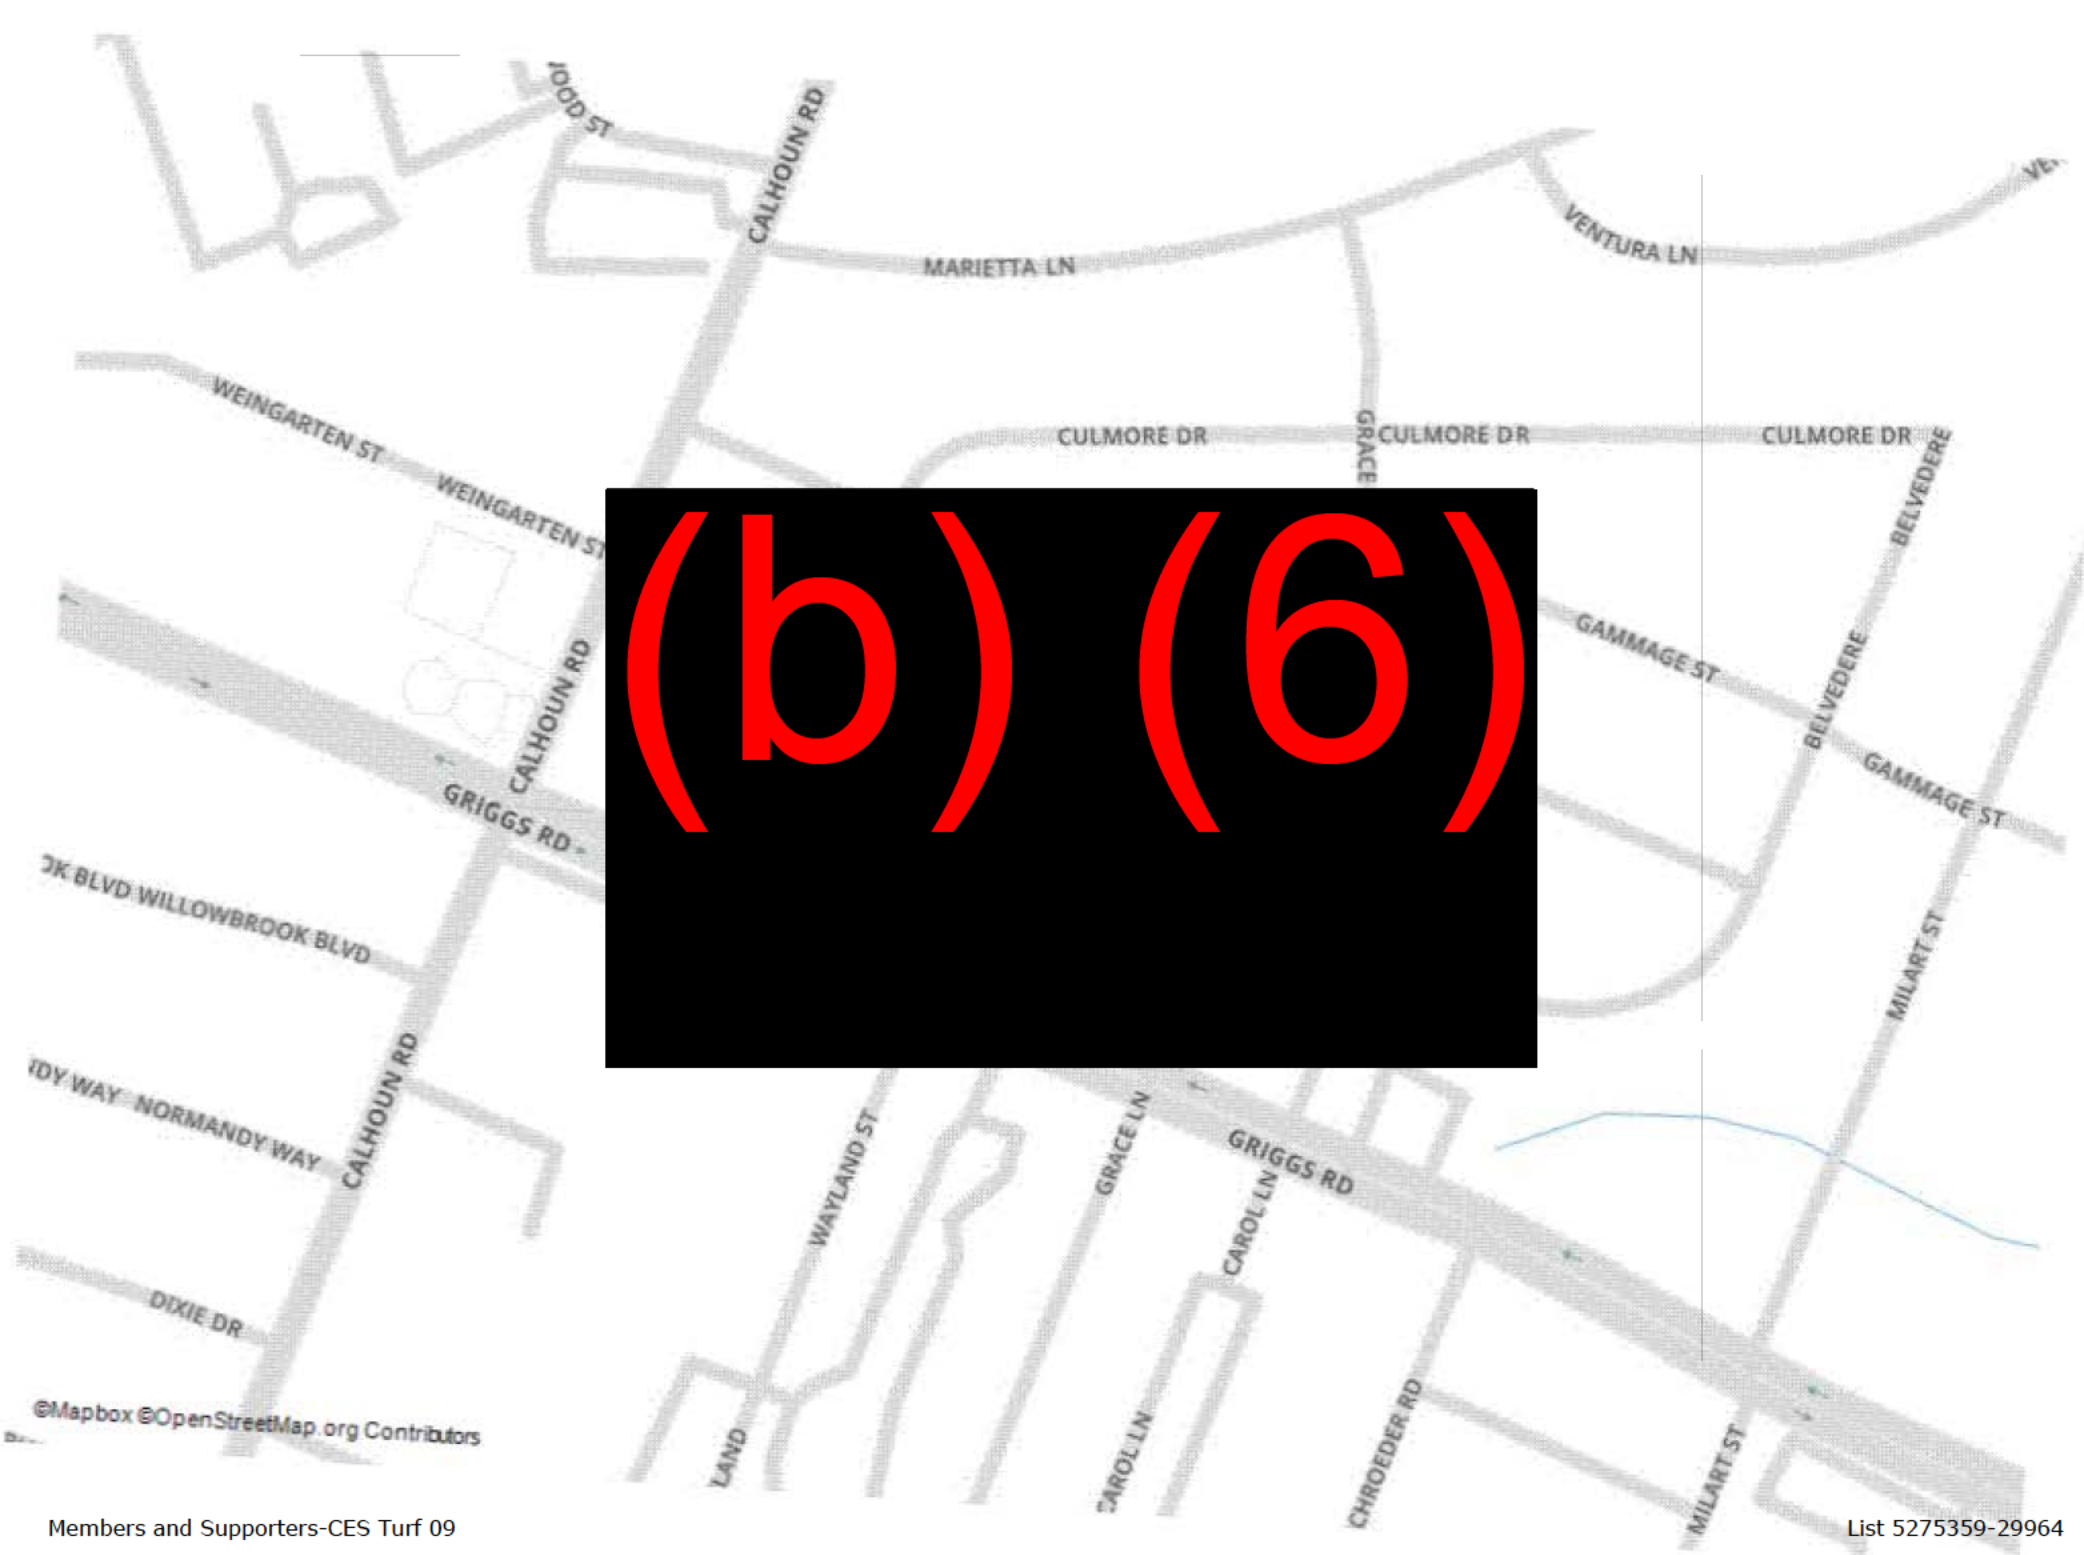 OOD ST
CALHOUN RD
VENTURA LN
MARIETTA LN
WEINGARTEN ST
WEINGARTEN ST
GRACE
CULMORE DR
CULMORE DR
CULMORE DR
BELVEDERE
(b) (6)
GAMMAGE ST
BELVEDERE
GAMMAGE ST
CALHOUN RD
GRIGGS RD
OK BLVD WILLOWBROOK BLVD
MILART ST
CALHOUN RD
DY WAY NORMANDY WAY
WAYLAND ST
GRACE LN
GRIGGS RD
CAROL LN
DIXIE DR
©Mapbox ©OpenStreetMap.org Contributors
LAND
CAROL LN
CHROEDER RD
MILART ST
Members and Supporters-CES Turf 09
List 5275359-29964